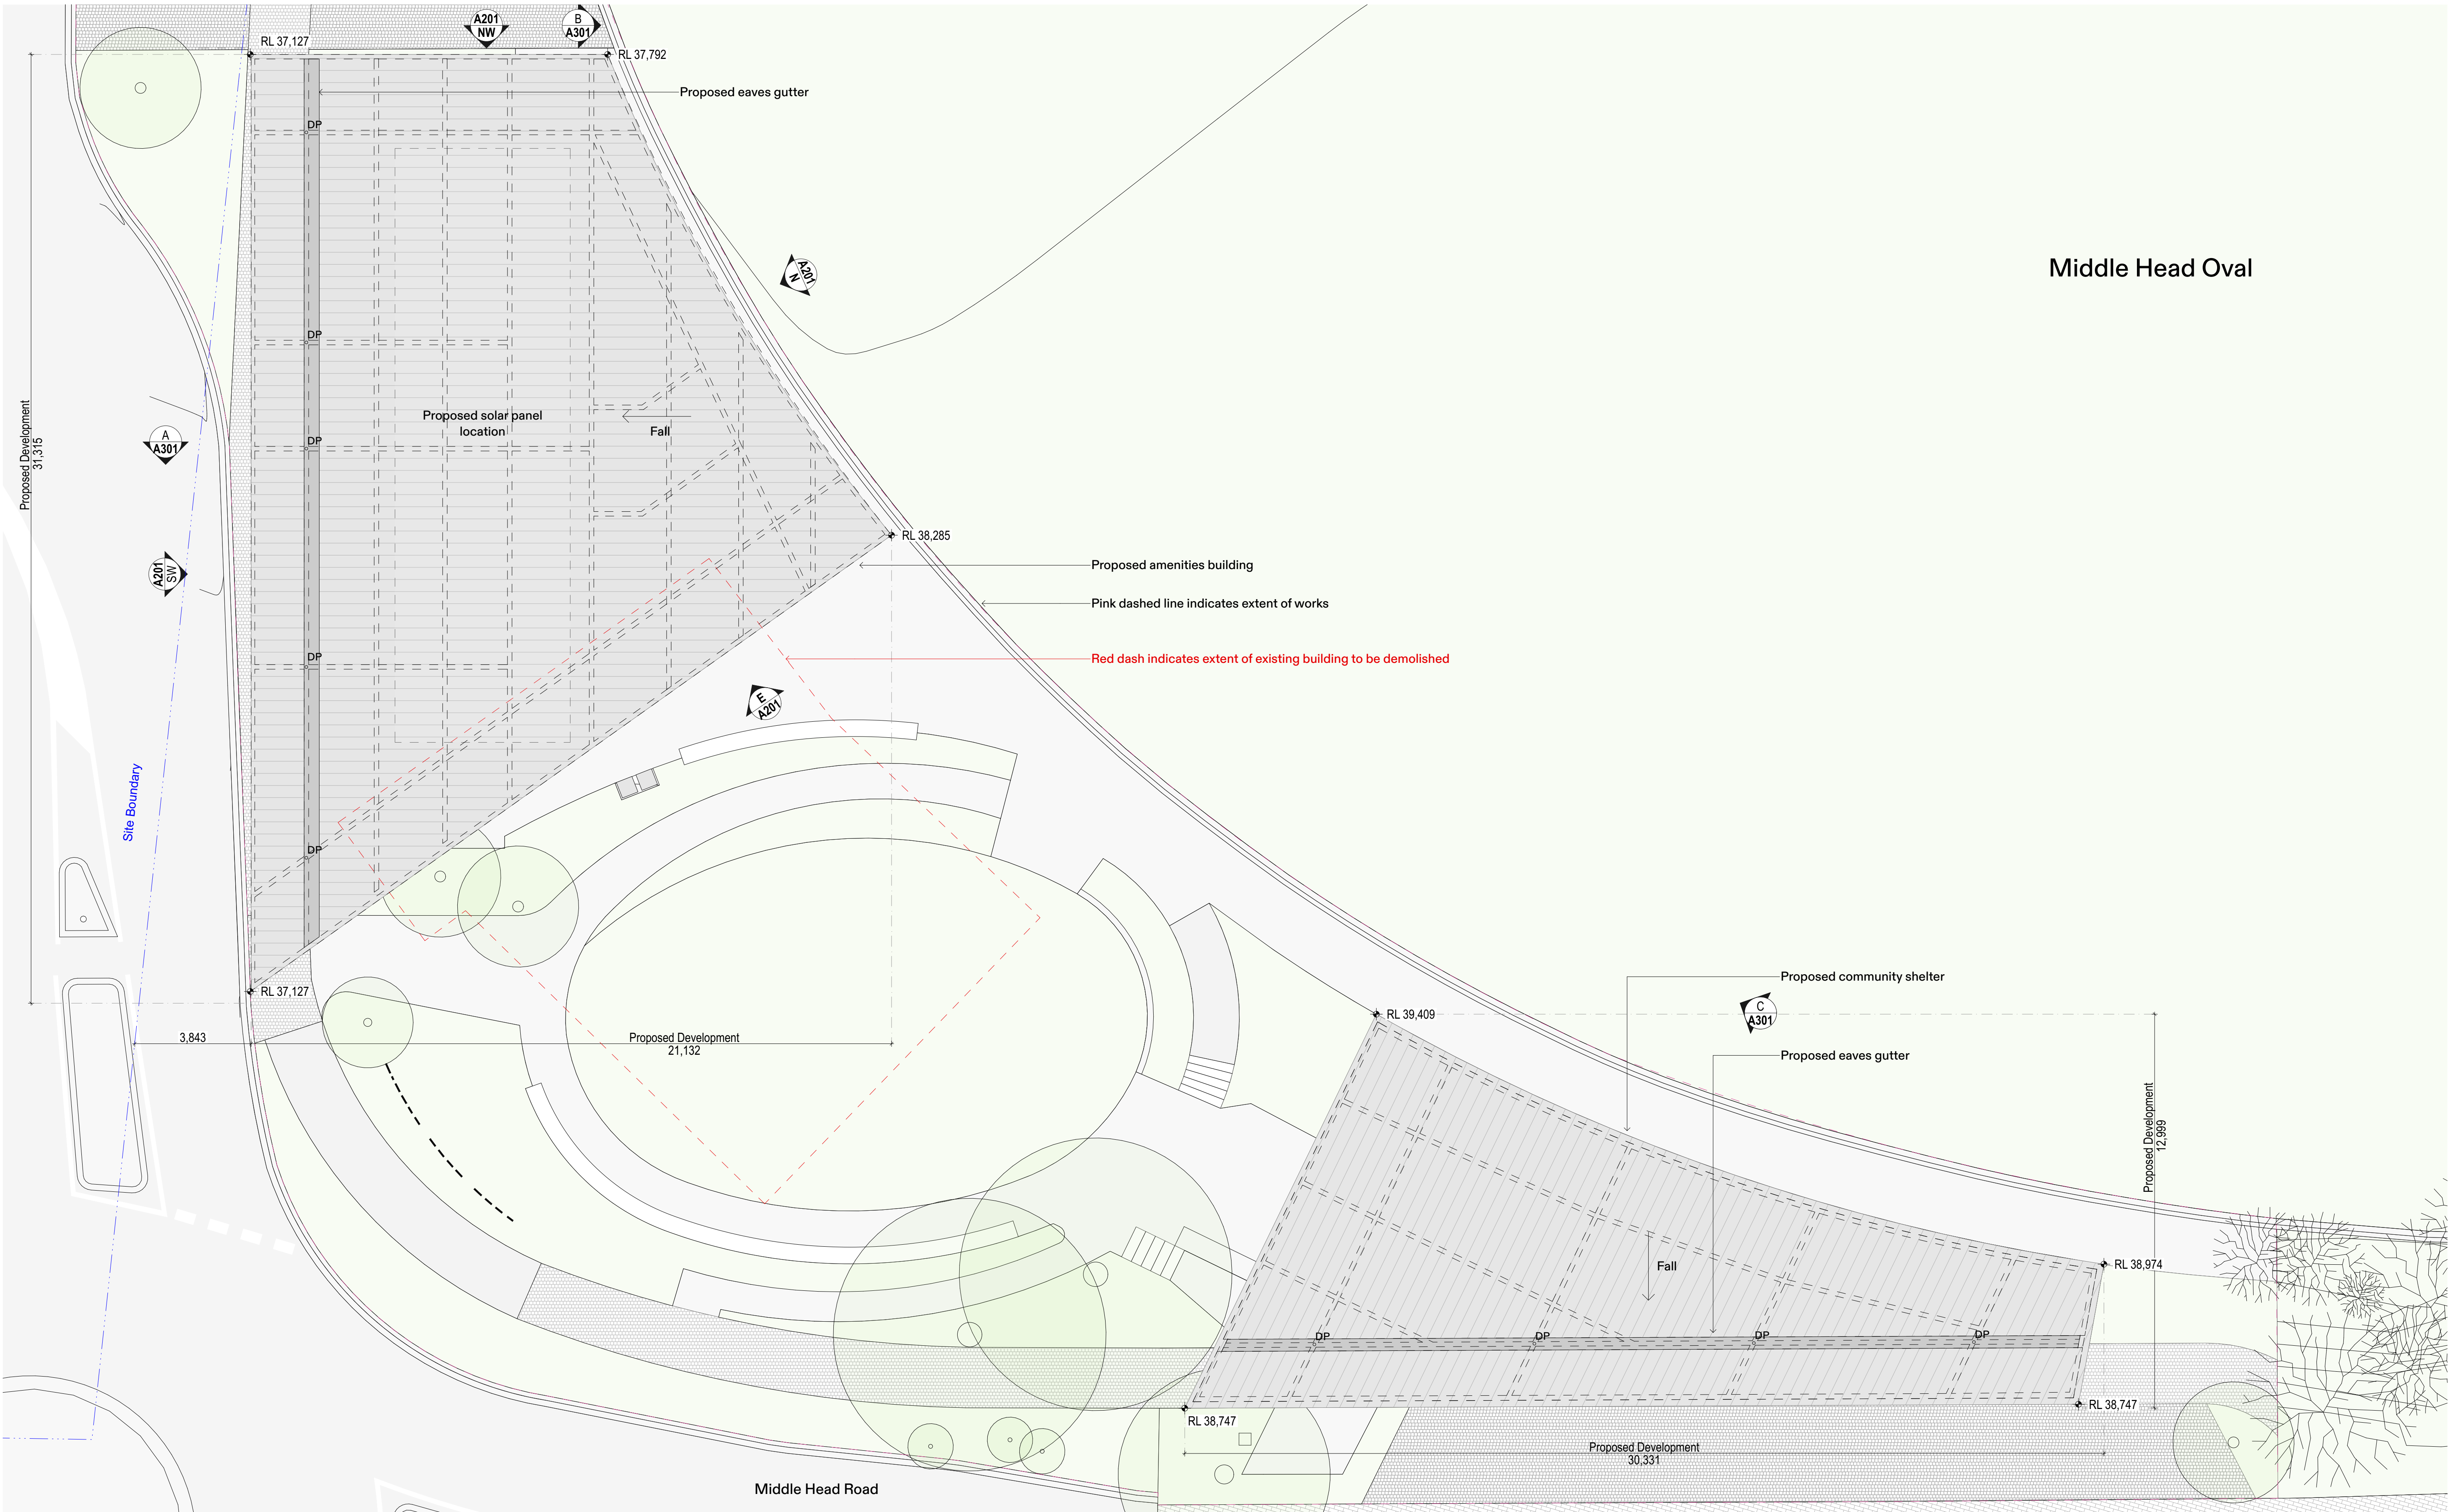 A201
NW
B
A301
RL 37,127
RL 37,792
Proposed eaves gutter
DP
Middle Head Oval
A201
N
DP
Proposed solar panel
location
Fall
DP
A
A301
Proposed Development
31,315
RL 38,285
Proposed amenities building
A201
SW
Pink dashed line indicates extent of works
Red dash indicates extent of existing building to be demolished
DP
E
A201
Site Boundary
DP
RL 37,127
Proposed community shelter
C
A301
RL 39,409
3,843
Proposed Development
21,132
Proposed eaves gutter
Proposed Development
12,999
Fall
RL 38,974
DP
DP
DP
DP
RL 38,747
RL 38,747
Proposed Development
30,331
Middle Head Road